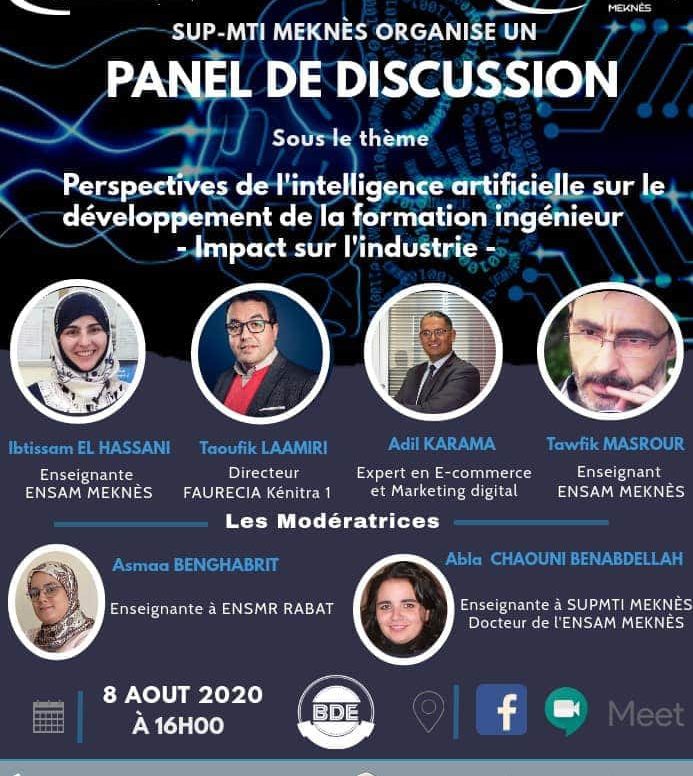 MEKNÈS
SUP-MTI MEKNÈS ORGANISE UN
PANEL DE DISCUSSION
Sous le thème
Perspectives de l'intelligence artificielle sur le
développement de la formation ingénieur
- Impact sur l'industrie -
Ibtissam EL HASSANI
Enseignante
ENSAM MEKNÈS
Taoufik LAAMIRI
Directeur
FAURECIA Kénitra 1
Adil KARAMA
Expert en E-commerce
et Marketing digital
Tawfik MASROUR
Enseignant
ENSAM MEKNÈS
Les Modératrices
Asmaa BENGHABRIT
Enseignante à ENSMR RABAT
Abla CHAOUNI BENABDELLAH
Enseignante à SUPMTI MEKNÈS
Docteur de l'ENSAM MEKNÈS
8 AOUT 2020
À 16H00
BDE
f
Meet